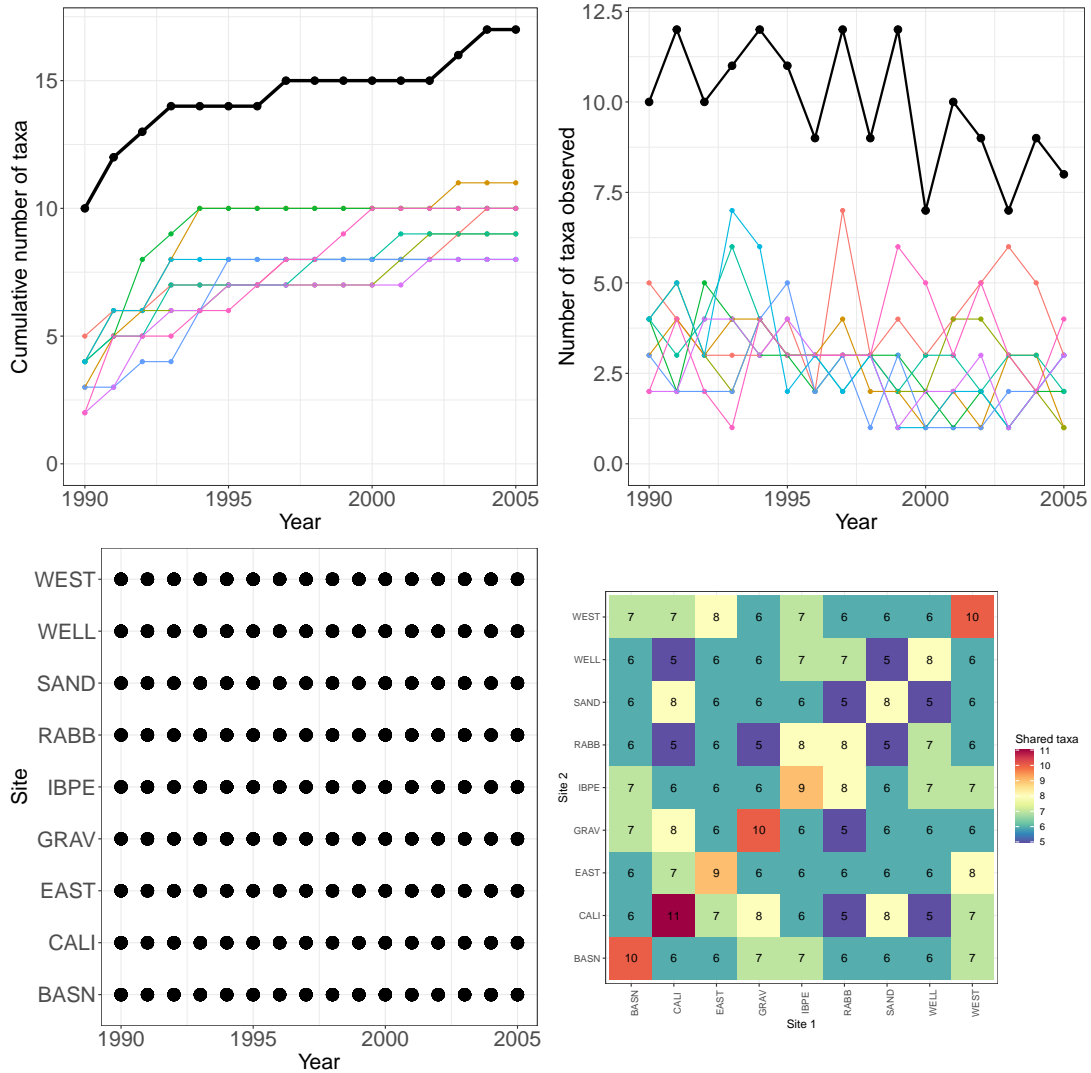 Cumulative number of taxa
15
10
5
0
1990 1995 2000 2005
Year
Number of taxa observed
12.5
10.0
7.5
5.0
2.5
0.0
1990 1995 2000 2005
Year
Site
WEST
WELL
SAND
RABB
IBPE
GRAV
EAST
CALI
BASN
1990 1995 2000 2005
Year
Site 2
WEST 7 7 8 6 7 6 6 6 10
WELL 6 5 6 6 7 7 5 8 6
SAND 6 8 6 6 6 5 8 5 6
RABB 6 5 6 5 8 8 5 7 6
IBPE 7 6 6 6 9 8 6 7 7
GRAV 7 8 6 10 6 5 6 6 6
EAST 6 7 9 6 6 6 6 6 8
CALI 6 11 7 8 6 5 8 5 7
BASN 10 6 6 7 7 6 6 6 7
BASN CALI EAST GRAV IBPE RABB SAND WELL WEST
Site 1
Shared taxa
11
10
9
8
7
6
5